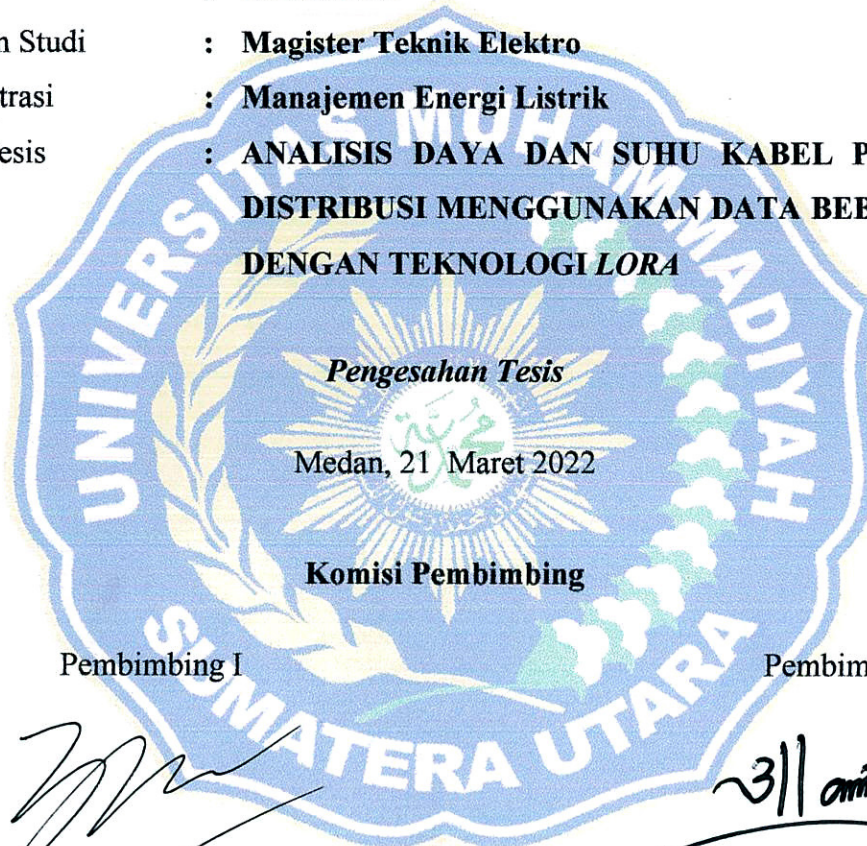 n Studi : Magister Teknik Elektro
trasi : Manajemen Energi Listrik
esis : ANALISIS DAYA DAN SUHU KABEL P
DISTRIBUSI MENGGUNAKAN DATA BEB
DENGAN TEKNOLOGI LORA
Pengesahan Tesis
Medan, 21 Maret 2022
Komisi Pembimbing
Pembimbing I Pembim
UNIVERSITAS MUHAMMADIYAH
SUMATERA UTARA
محمد